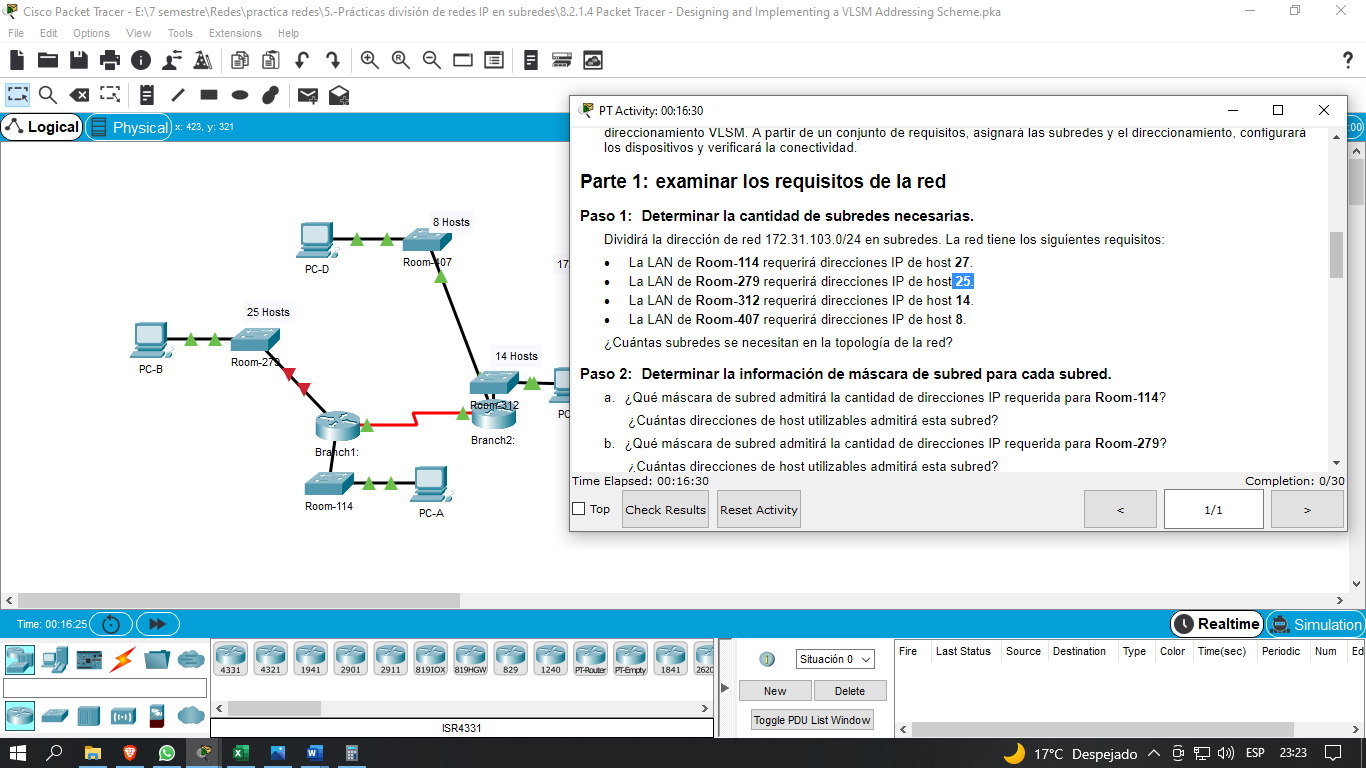 Cisco Packet Tracer - E:\7 semestre\Redes\practica redes\5.-Prácticas división de redes IP en subredes\8.2.1.4 Packet Tracer - Designing and Implementing a VLSM Addressing Scheme.pka
File Edit Options View Tools Extensions Help
?
Logical Physical x: 423, y: 321
:00
8 Hosts
Room-407
PC-D
17
25 Hosts
Room-279
PC-B
14 Hosts
Room-312
PC
Branch2:
Branch1:
Room-114
PC-A
PT Activity: 00:16:30
direccionamiento VLSM. A partir de un conjunto de requisitos, asignará las subredes y el direccionamiento, configurará
los dispositivos y verificará la conectividad.
Parte 1: examinar los requisitos de la red
Paso 1: Determinar la cantidad de subredes necesarias.
Dividirá la dirección de red 172.31.103.0/24 en subredes. La red tiene los siguientes requisitos:
• La LAN de Room-114 requerirá direcciones IP de host 27.
• La LAN de Room-279 requerirá direcciones IP de host 25.
• La LAN de Room-312 requerirá direcciones IP de host 14.
• La LAN de Room-407 requerirá direcciones IP de host 8.
¿Cuántas subredes se necesitan en la topología de la red?
Paso 2: Determinar la información de máscara de subred para cada subred.
a. ¿Qué máscara de subred admitirá la cantidad de direcciones IP requerida para Room-114?
¿Cuántas direcciones de host utilizables admitirá esta subred?
b. ¿Qué máscara de subred admitirá la cantidad de direcciones IP requerida para Room-279?
¿Cuántas direcciones de host utilizables admitirá esta subred?
Time Elapsed: 00:16:30 Completion: 0/30
Top Check Results Reset Activity < 1/1 >
Time: 00:16:25 Realtime Simulation
4331 4321 1941 2901 2911 819IOX 819HGW 829 1240 PT-Router PT-Empty 1841 2620
ISR4331
1 Situación 0
New Delete
Toggle PDU List Window
Fire Last Status Source Destination Type Color Time(sec) Periodic Num Ed
17°C Despejado ESP 23:23